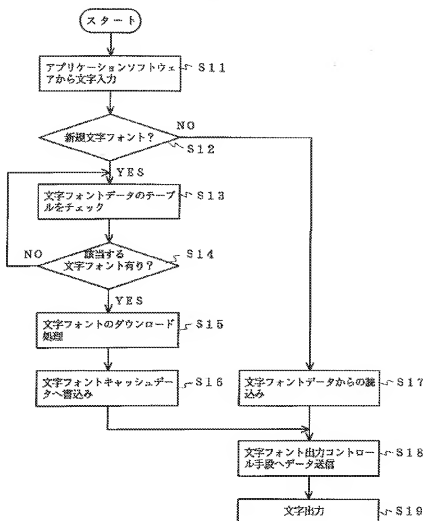 スタート
アプリケーションソフトウェ
アから文字入力
S11
新規文字フォント?
NO
S12
YES
文字フォントデータのテーブ
ルをチェック
S13
該当する
文字フォント有り?
NO
S14
YES
文字フォントのダウンロード
処理
S15
文字フォントキャッシュデー
タへ書込み
S16
文字フォントデータからの読
込み
S17
文字フォント出力コントロー
ル手段へデータ送信
S18
文字出力
S19